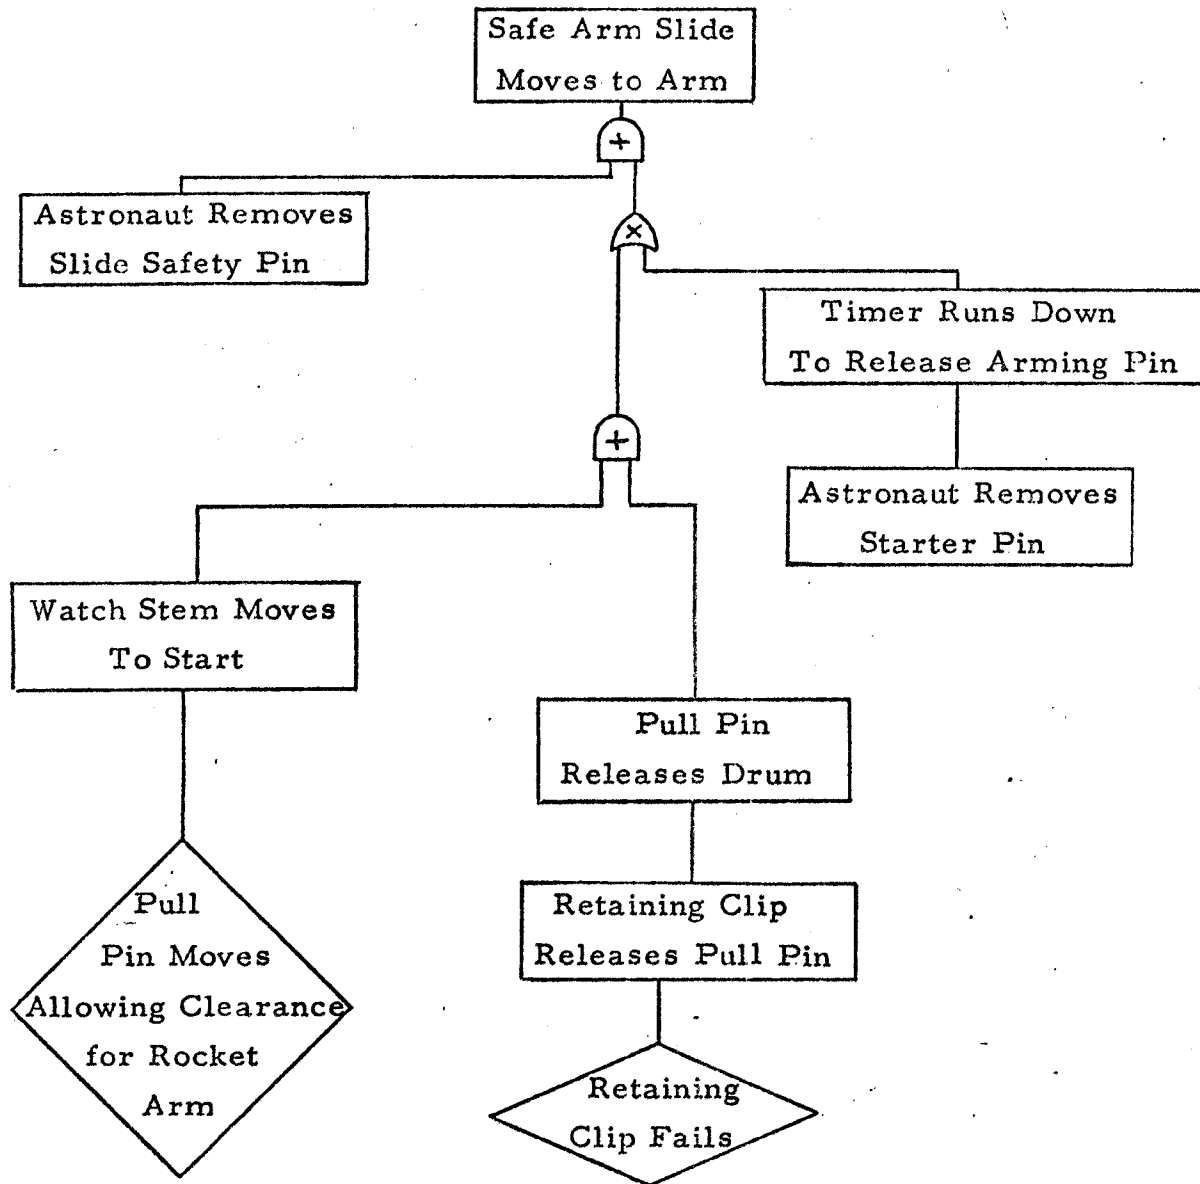 Safe Arm Slide
Moves to Arm
+
Astronaut Removes
Slide Safety Pin
×
Timer Runs Down
To Release Arming Pin
+
Astronaut Removes
Starter Pin
Watch Stem Moves
To Start
Pull Pin
Releases Drum
Pull
Pin Moves
Allowing Clearance
for Rocket
Arm
Retaining Clip
Releases Pull Pin
Retaining
Clip Fails